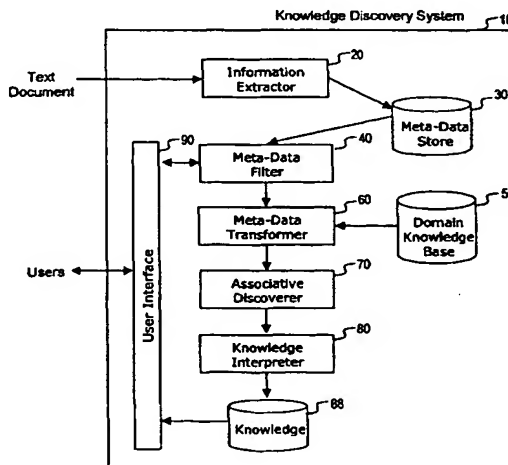 Knowledge Discovery System
20
Text
Document
Information
Extractor
30
Meta-Data
Store
90
40
Meta-Data
Filter
60
Meta-Data
Transformer
Domain
Knowledge
Base
70
Users
User Interface
Associative
Discoverer
80
Knowledge
Interpreter
88
Knowledge